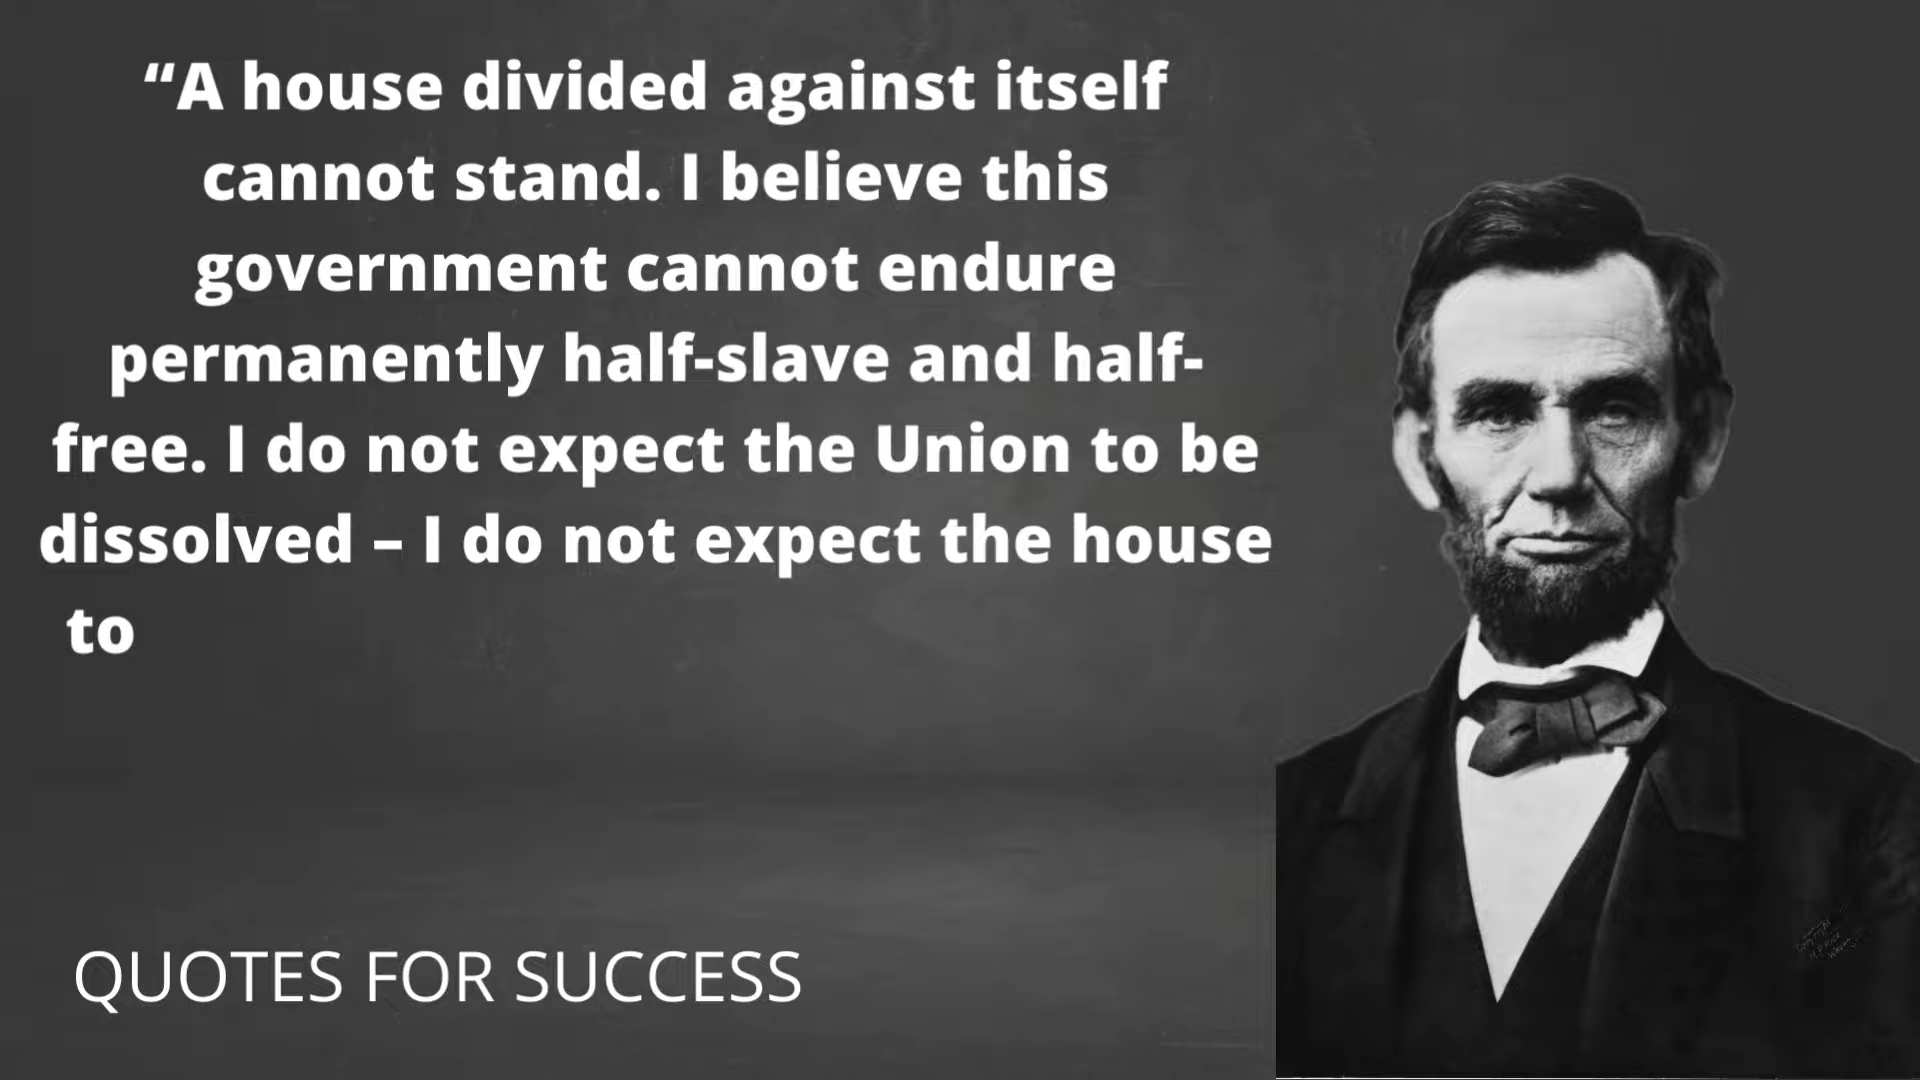 “A house divided against itself
cannot stand. I believe this
government cannot endure
permanently half-slave and half-
free. I do not expect the Union to be
dissolved – I do not expect the house
to
QUOTES FOR SUCCESS